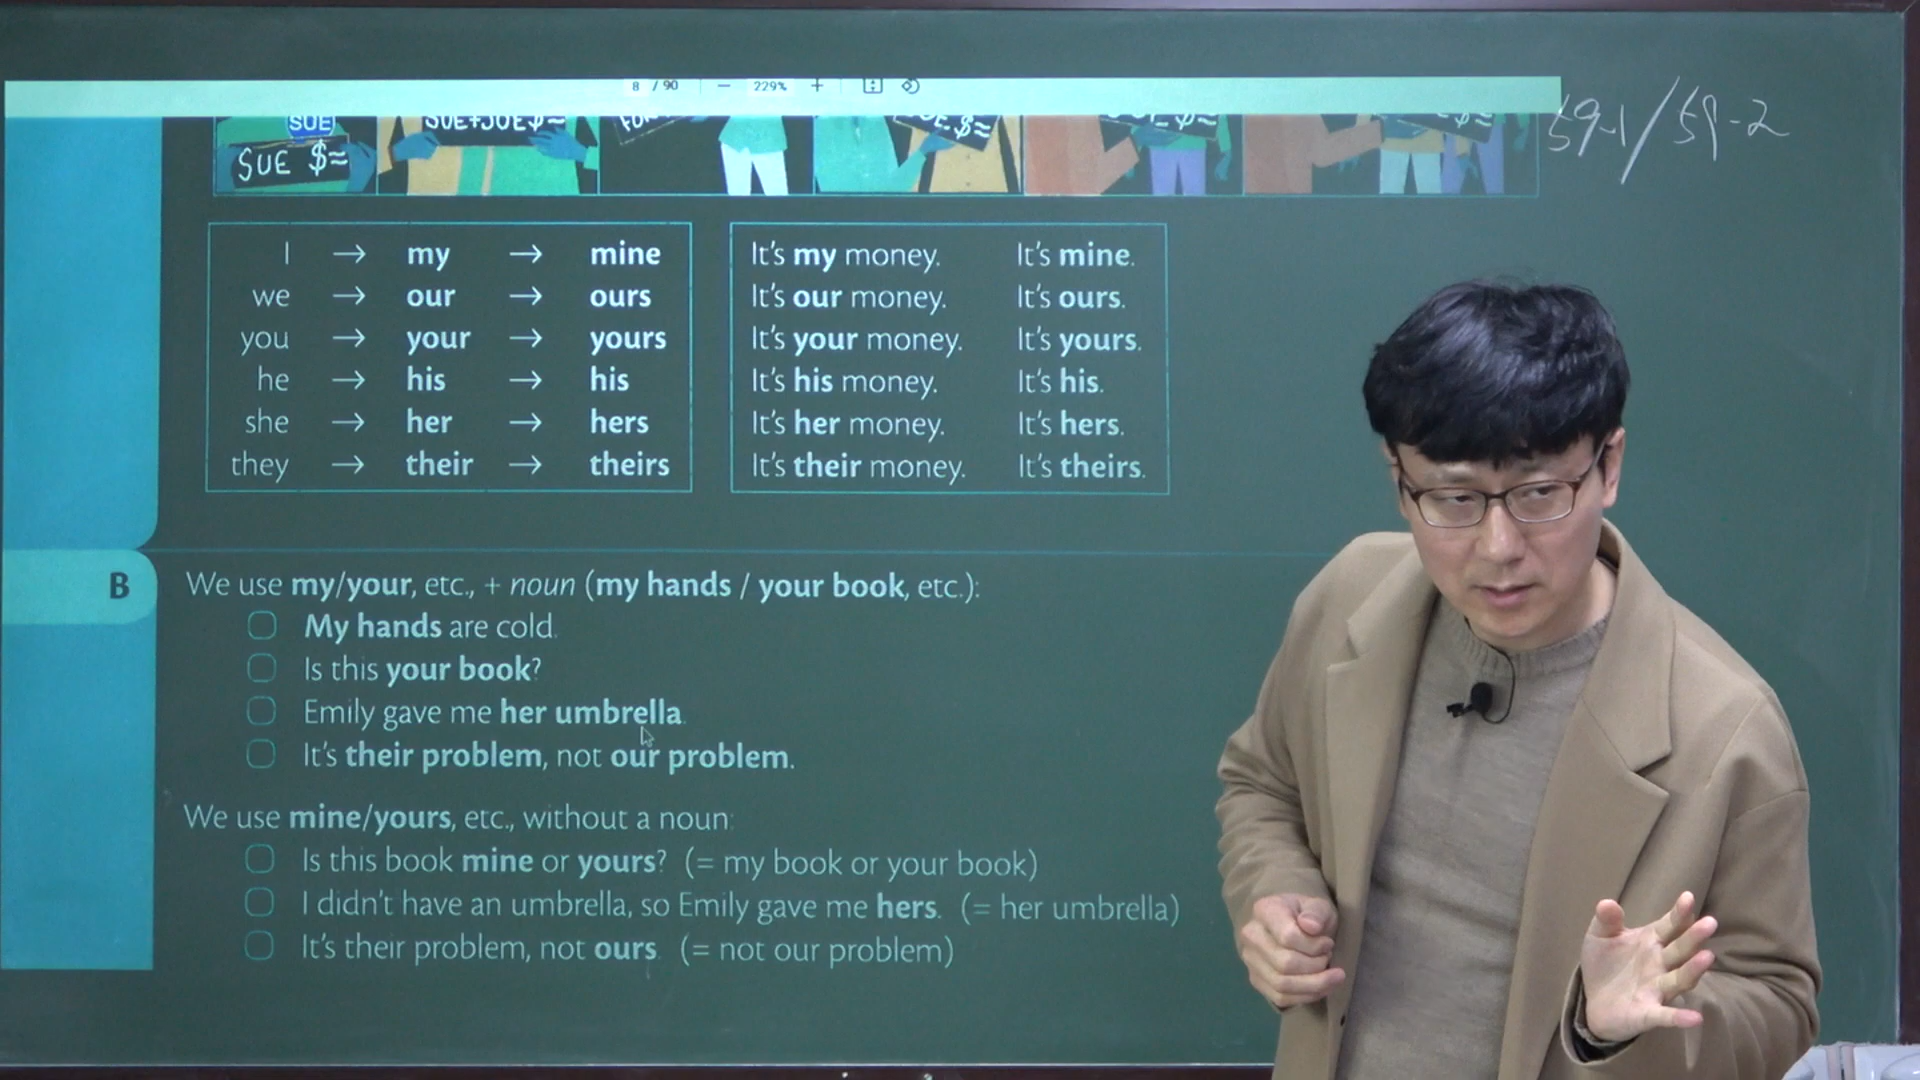 8 / 90 — 229% +
59-1 / 59-2
SUE
SUE $=
SUE+JOE $=
I → my → mine
we → our → ours
you → your → yours
he → his → his
she → her → hers
they → their → theirs
It's my money. It's mine.
It's our money. It's ours.
It's your money. It's yours.
It's his money. It's his.
It's her money. It's hers.
It's their money. It's theirs.
B
We use my/your, etc., + noun (my hands / your book, etc.):
My hands are cold.
Is this your book?
Emily gave me her umbrella.
It's their problem, not our problem.
We use mine/yours, etc., without a noun:
Is this book mine or yours? (= my book or your book)
I didn't have an umbrella, so Emily gave me hers. (= her umbrella)
It's their problem, not ours. (= not our problem)